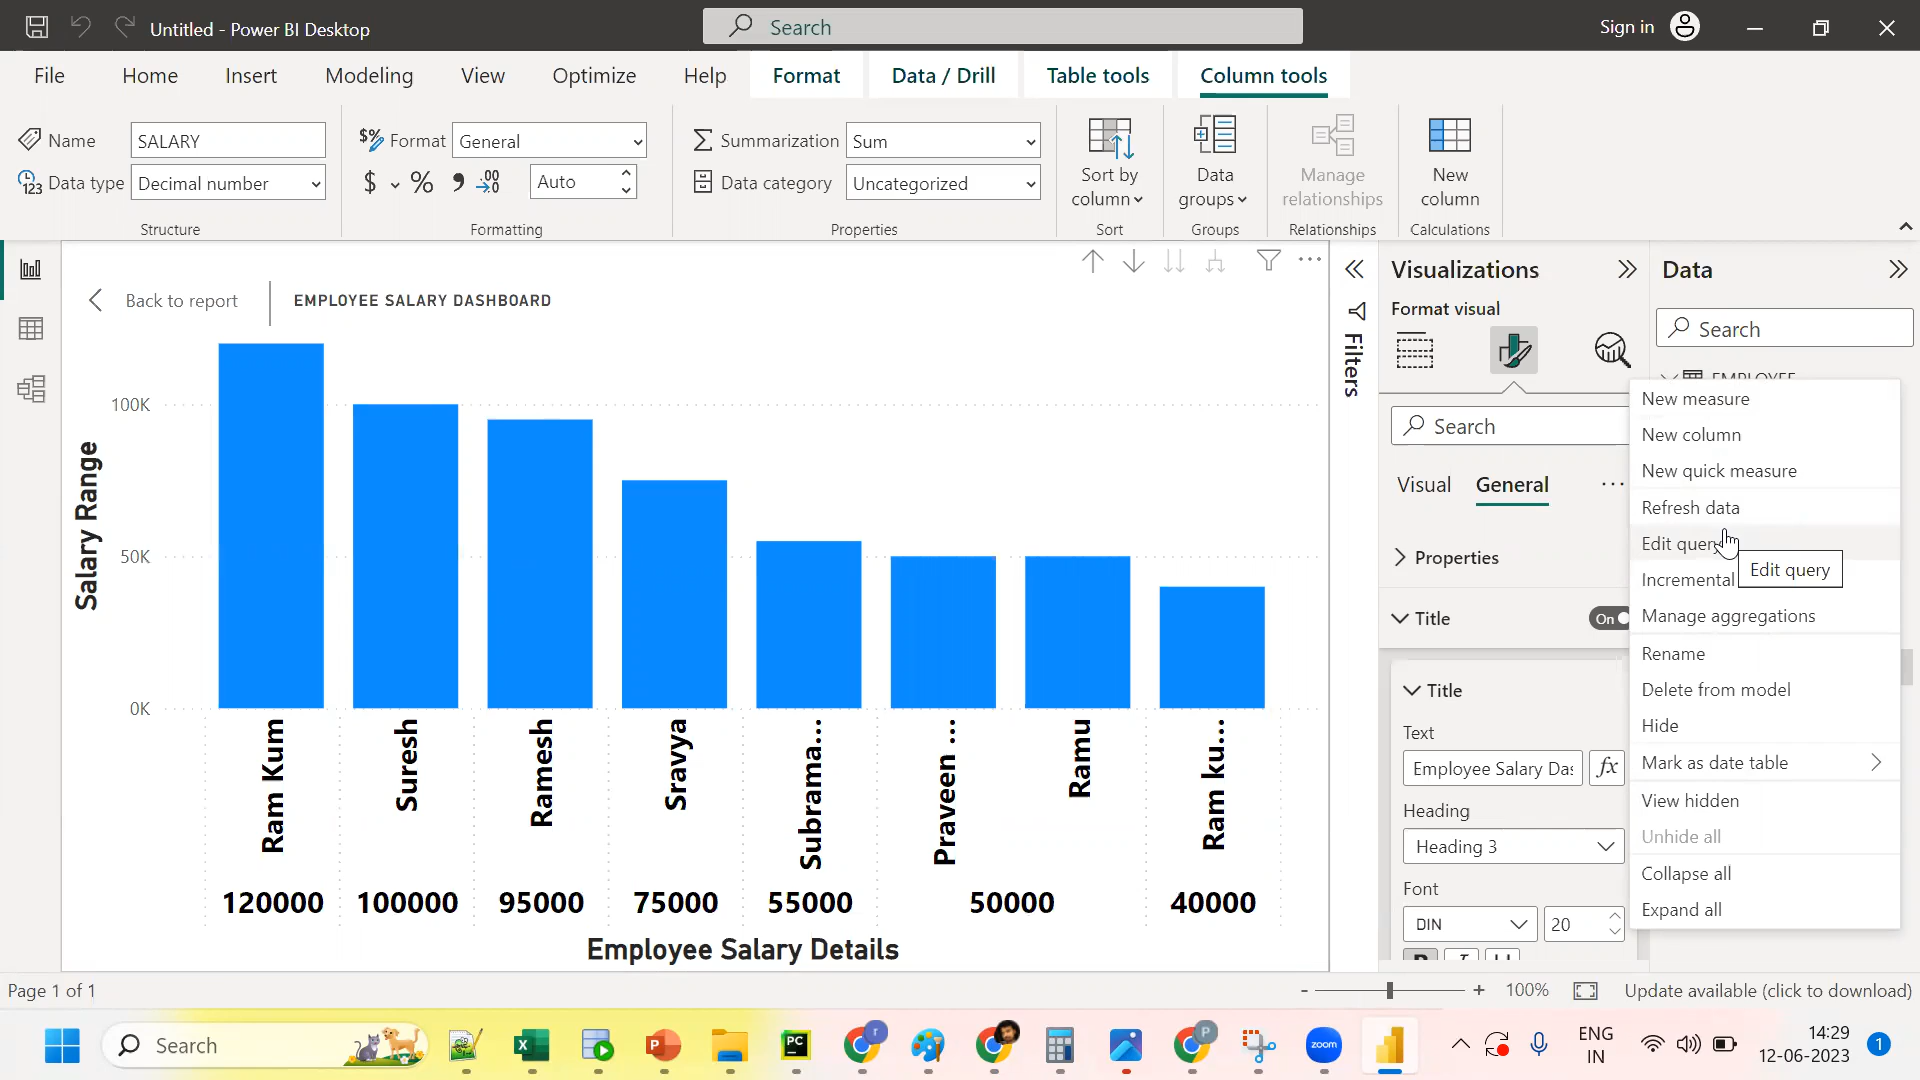 Untitled - Power BI Desktop
Search
Sign in
File
Home
Insert
Modeling
View
Optimize
Help
Format
Data / Drill
Table tools
Column tools
Name
SALARY
$% Format
General
Summarization
Sum
123 Data type
Decimal number
$ % 9 .00
Auto
Data category
Uncategorized
Sort by
column
Data
groups
Manage
relationships
New
column
Structure
Formatting
Properties
Sort
Groups
Relationships
Calculations
Back to report
EMPLOYEE SALARY DASHBOARD
Salary Range
100K
50K
0K
Ram Kum
Suresh
Ramesh
Sravya
Subrama...
Praveen ...
Ramu
Ram ku...
120000
100000
95000
75000
55000
50000
40000
Employee Salary Details
Filters
Visualizations
Format visual
Search
Visual
General
Properties
Title
On
Title
Text
Employee Salary Das
fx
Heading
Heading 3
Font
DIN
20
Data
Search
EMPLOYEE
New measure
New column
New quick measure
Refresh data
Edit query
Edit query
Incremental
Manage aggregations
Rename
Delete from model
Hide
Mark as date table
View hidden
Unhide all
Collapse all
Expand all
Page 1 of 1
- + 100%
Update available (click to download)
Search
PC
r
P
zoom
ENG
IN
14:29
12-06-2023
1